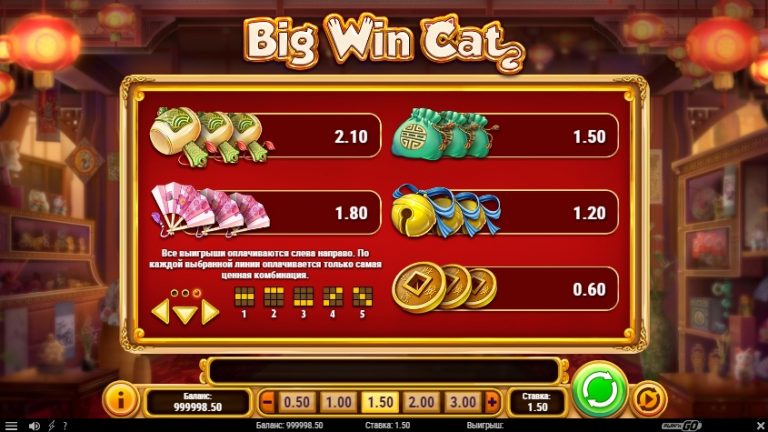 Big Win Cat
2.10
1.50
1.80
1.20
Все выигрыши оплачиваются слева направо. По
каждой выбранной линии оплачивается только самая
ценная комбинация.
1 2 3 4 5
0.60
Баланс:
999998.50
0.50 1.00 1.50 2.00 3.00
Ставка:
1.50
Баланс: 999998.50 Ставка: 1.50 Выигрыш:
PLAY'N GO